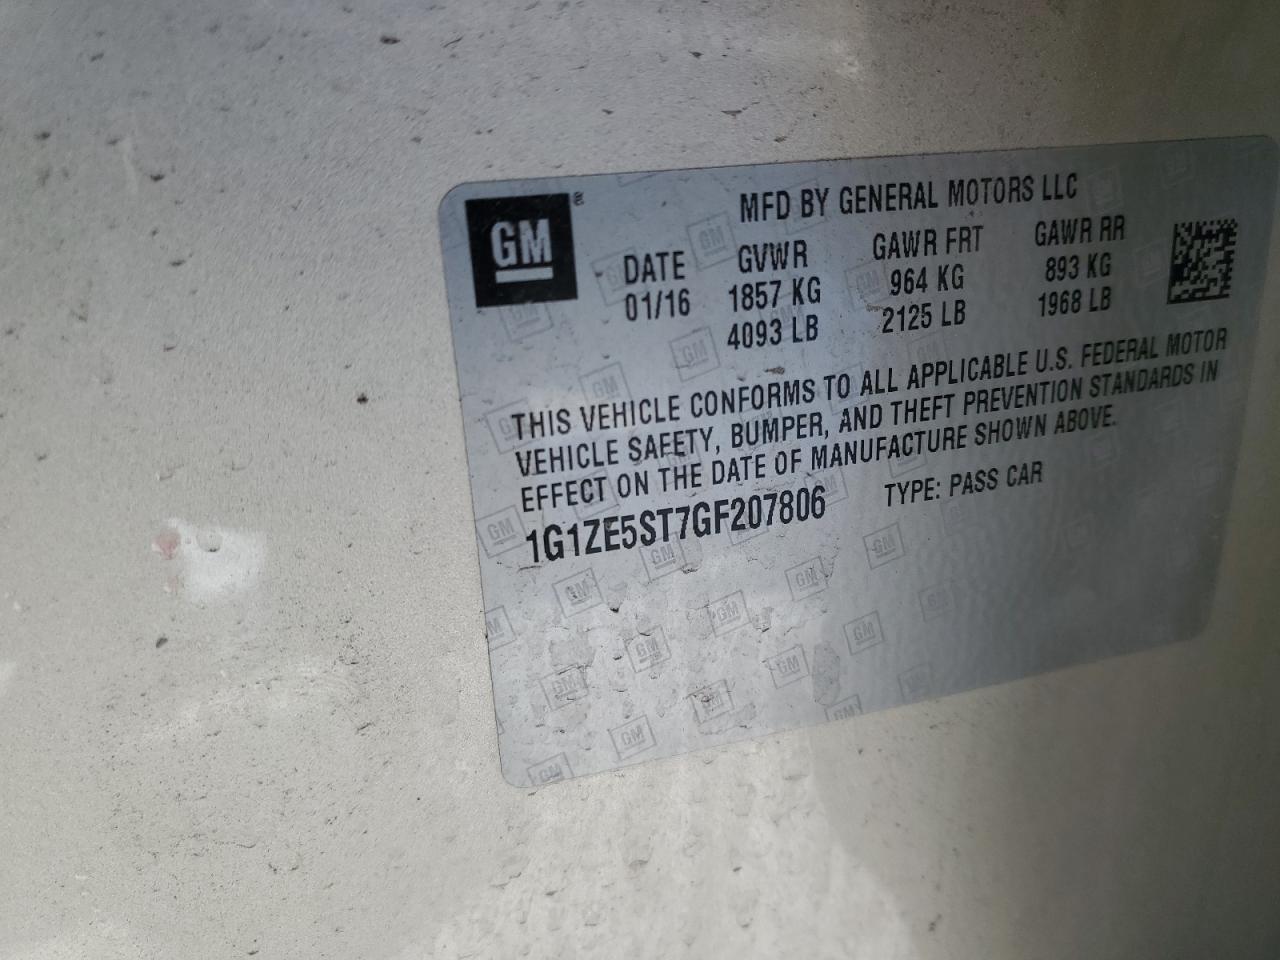 GM ®
MFD BY GENERAL MOTORS LLC
DATE GVWR GAWR FRT GAWR RR
01/16 1857 KG 964 KG 893 KG
4093 LB 2125 LB 1968 LB
THIS VEHICLE CONFORMS TO ALL APPLICABLE U.S. FEDERAL MOTOR
VEHICLE SAFETY, BUMPER, AND THEFT PREVENTION STANDARDS IN
EFFECT ON THE DATE OF MANUFACTURE SHOWN ABOVE.
1G1ZE5ST7GF207806 TYPE: PASS CAR